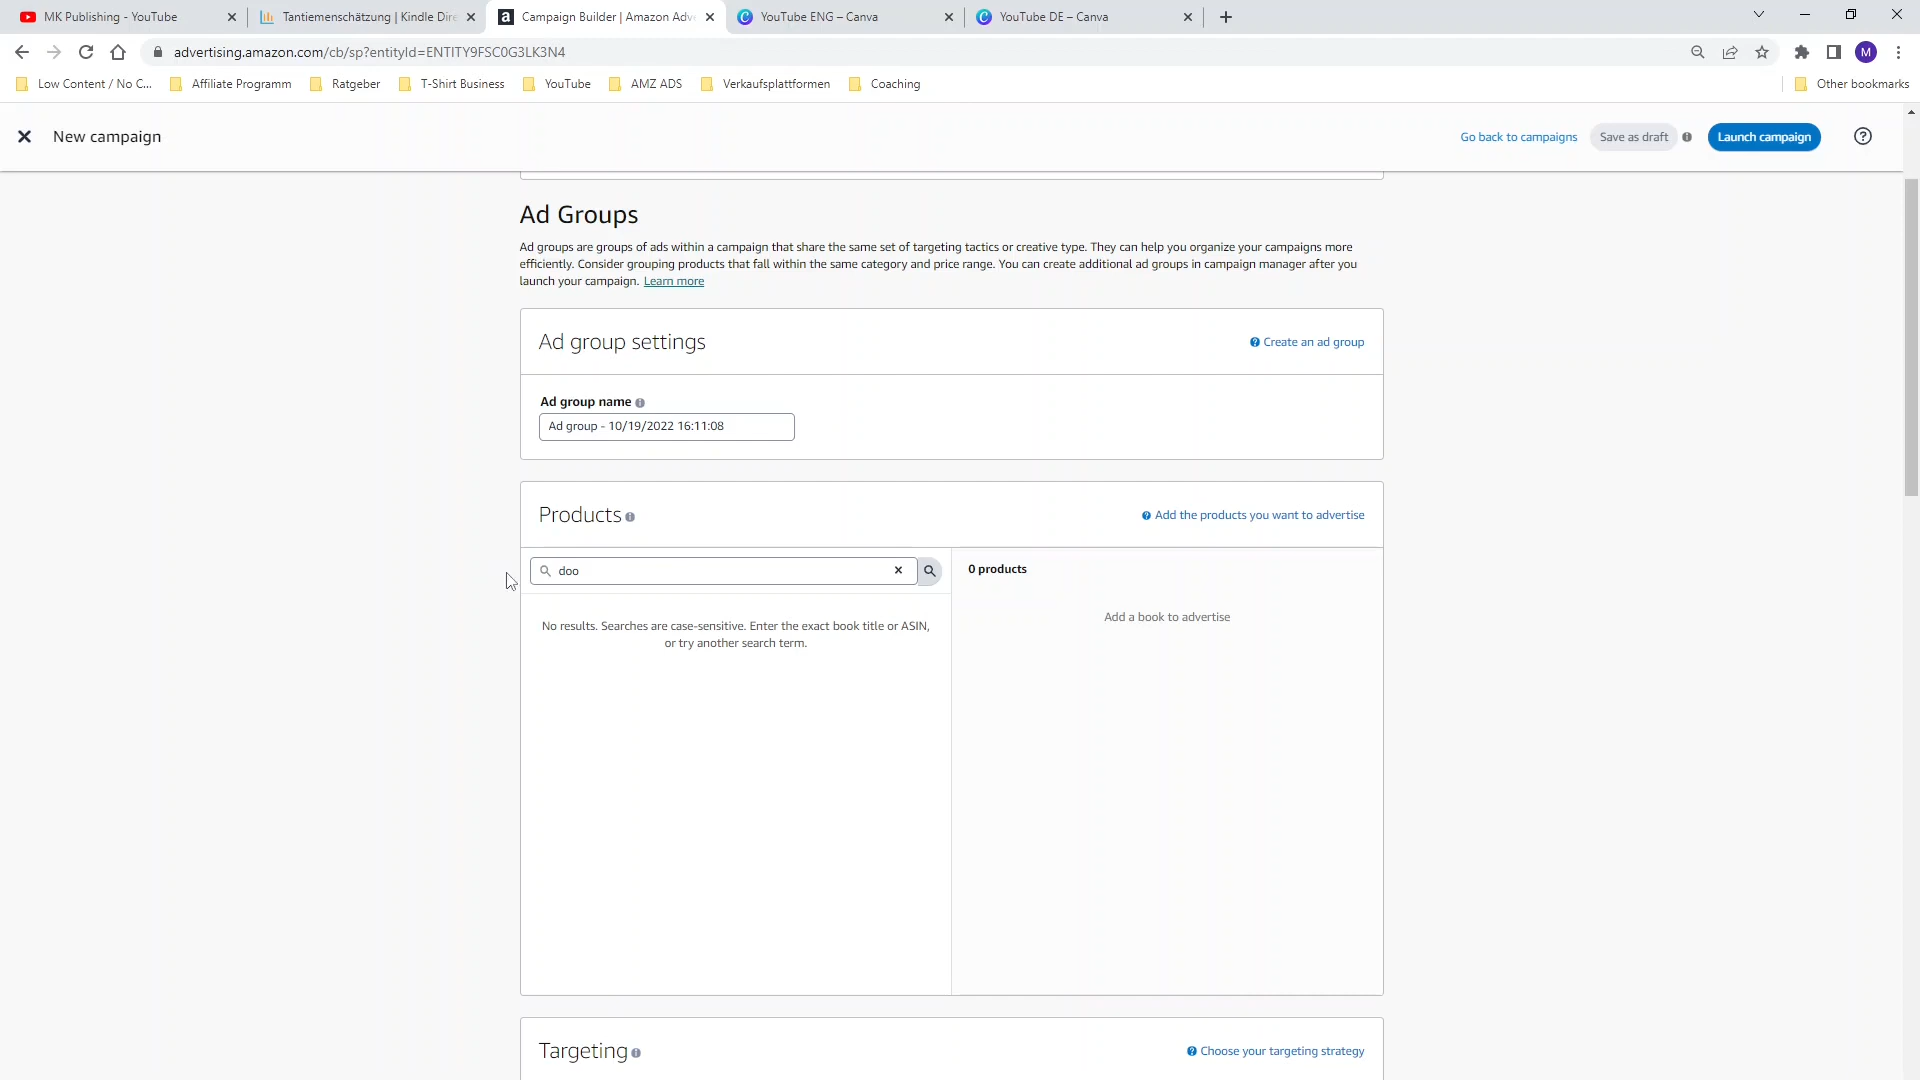 MK Publishing - YouTube
Tantiemenschätzung | Kindle Dire
Campaign Builder | Amazon Adve
YouTube ENG – Canva
YouTube DE – Canva
advertising.amazon.com/cb/sp?entityId=ENTITY9FSC0G3LK3N4
M
Low Content / No C...
Affiliate Programm
Ratgeber
T-Shirt Business
YouTube
AMZ ADS
Verkaufsplattformen
Coaching
Other bookmarks
New campaign
Go back to campaigns
Save as draft
Launch campaign
Ad Groups
Ad groups are groups of ads within a campaign that share the same set of targeting tactics or creative type. They can help you organize your campaigns more
efficiently. Consider grouping products that fall within the same category and price range. You can create additional ad groups in campaign manager after you
launch your campaign. Learn more
Ad group settings
Create an ad group
Ad group name
Ad group - 10/19/2022 16:11:08
Products
Add the products you want to advertise
doo
0 products
Add a book to advertise
No results. Searches are case-sensitive. Enter the exact book title or ASIN,
or try another search term.
Targeting
Choose your targeting strategy